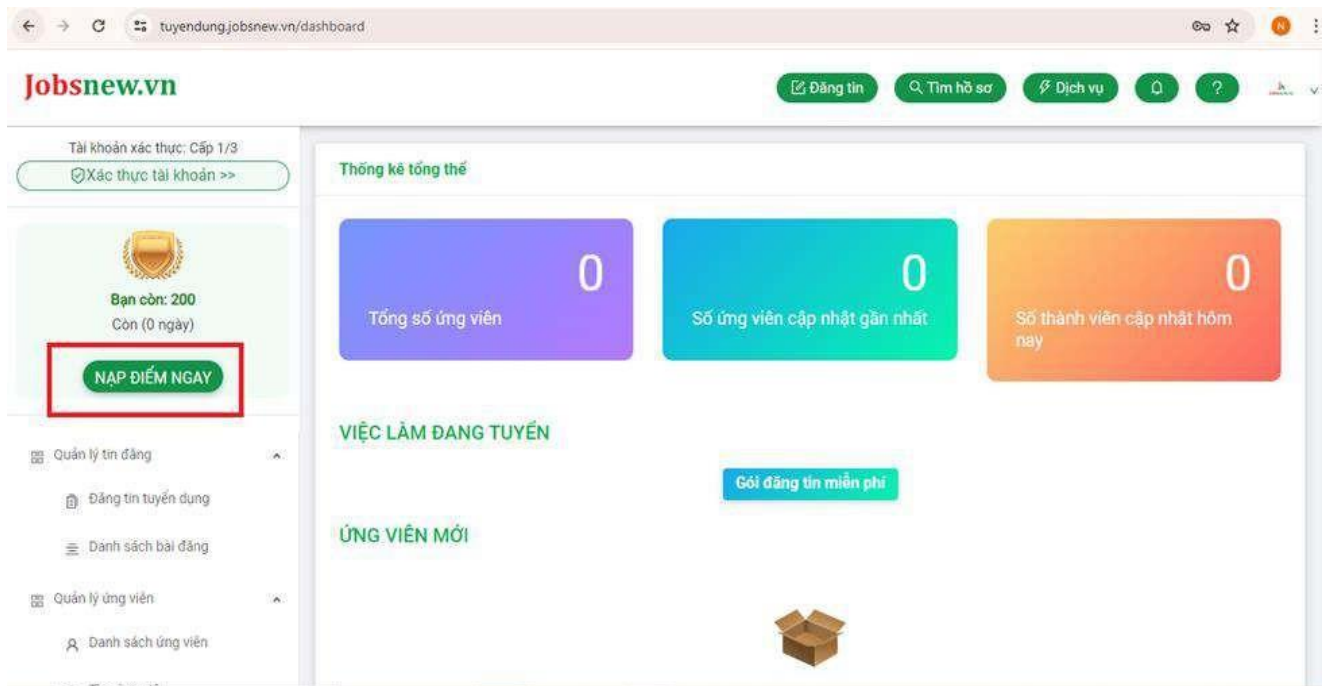 tuyendung.jobsnew.vn/dashboard
N
Jobsnew.vn
Đăng tin
Tìm hồ sơ
Dịch vụ
?
Tài khoản xác thực: Cấp 1/3
Xác thực tài khoản >>
Bạn còn: 200
Còn (0 ngày)
NẠP ĐIỂM NGAY
Quản lý tin đăng
Đăng tin tuyển dụng
Danh sách bài đăng
Quản lý ứng viên
Danh sách ứng viên
Thống kê tổng thể
0
Tổng số ứng viên
0
Số ứng viên cập nhật gần nhất
0
Số thành viên cập nhật hôm
nay
VIỆC LÀM ĐANG TUYỂN
Gói đăng tin miễn phí
ỨNG VIÊN MỚI